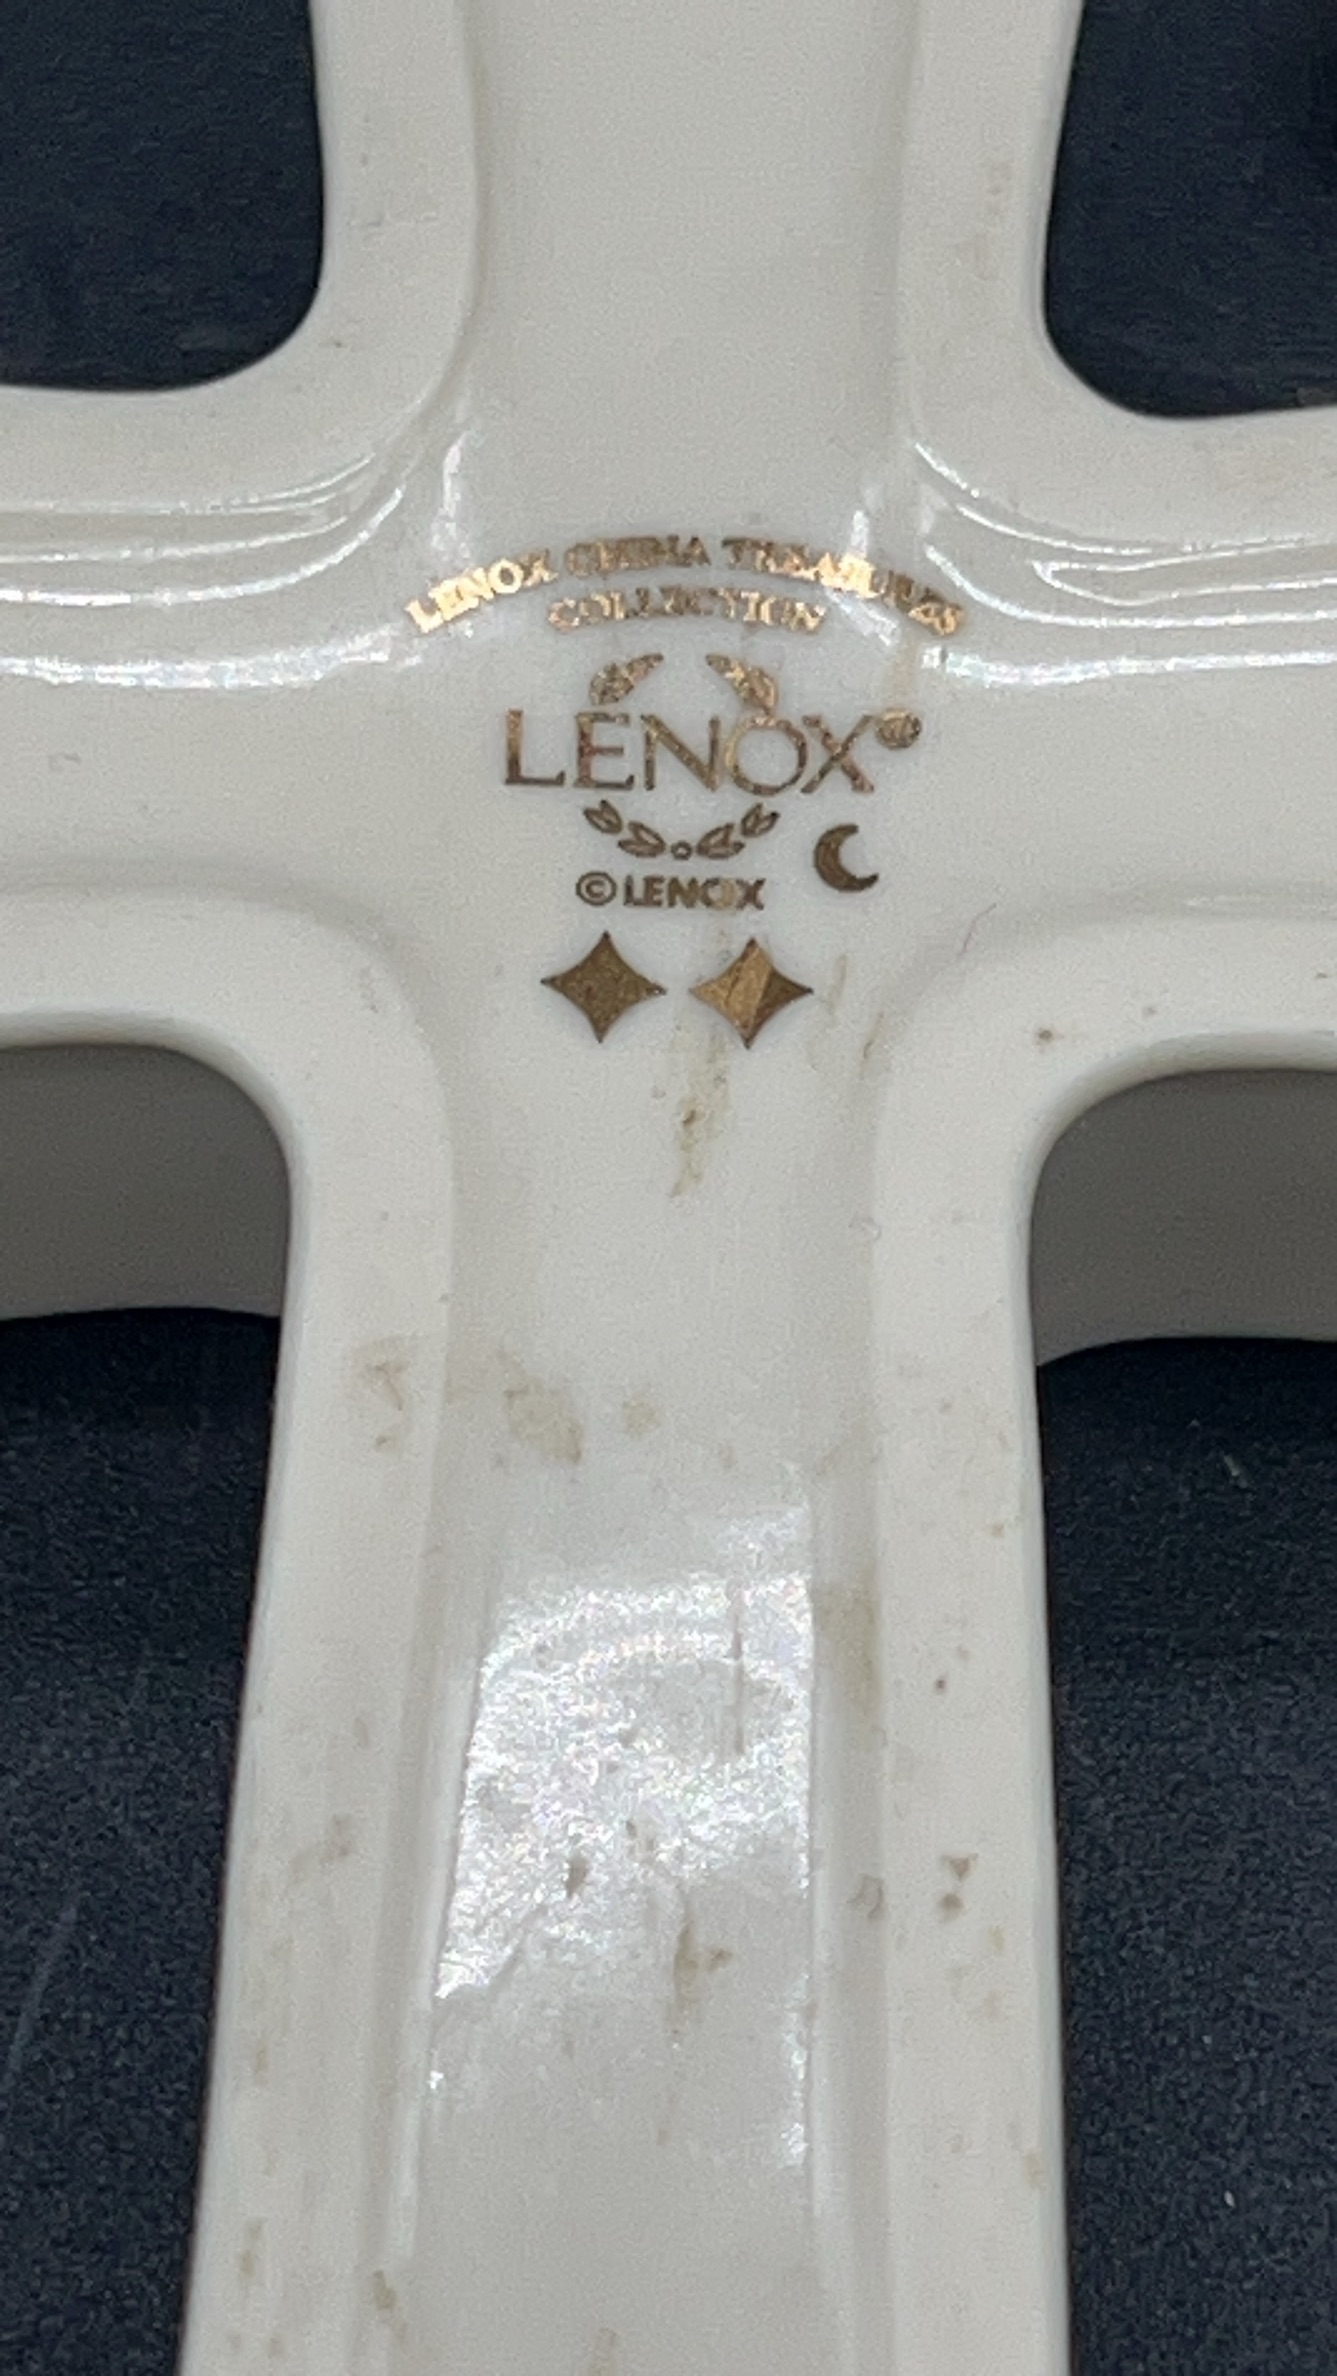 LENOX CHINA TREASURES
COLLECTION
LENOX®
© LENOX